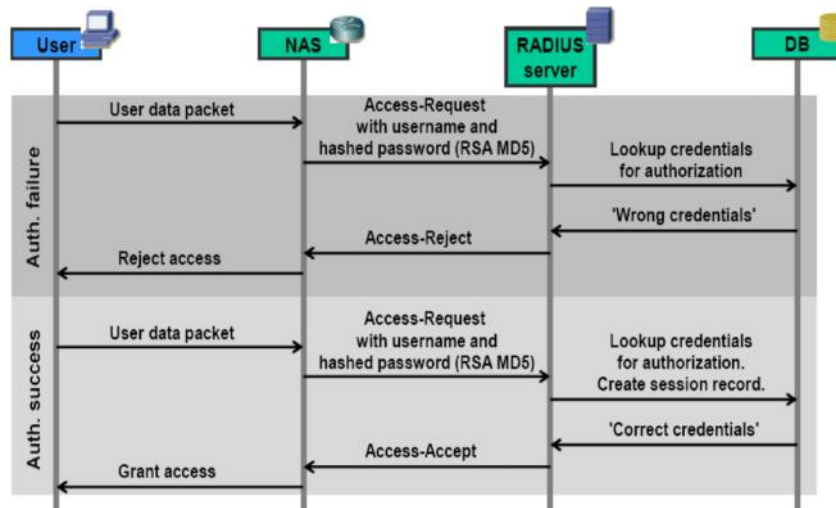 User
NAS
RADIUS
server
DB
Auth. failure
User data packet
Access-Request
with username and
hashed password (RSA MD5)
Lookup credentials
for authorization
'Wrong credentials'
Access-Reject
Reject access
Auth. success
User data packet
Access-Request
with username and
hashed password (RSA MD5)
Lookup credentials
for authorization.
Create session record.
'Correct credentials'
Access-Accept
Grant access